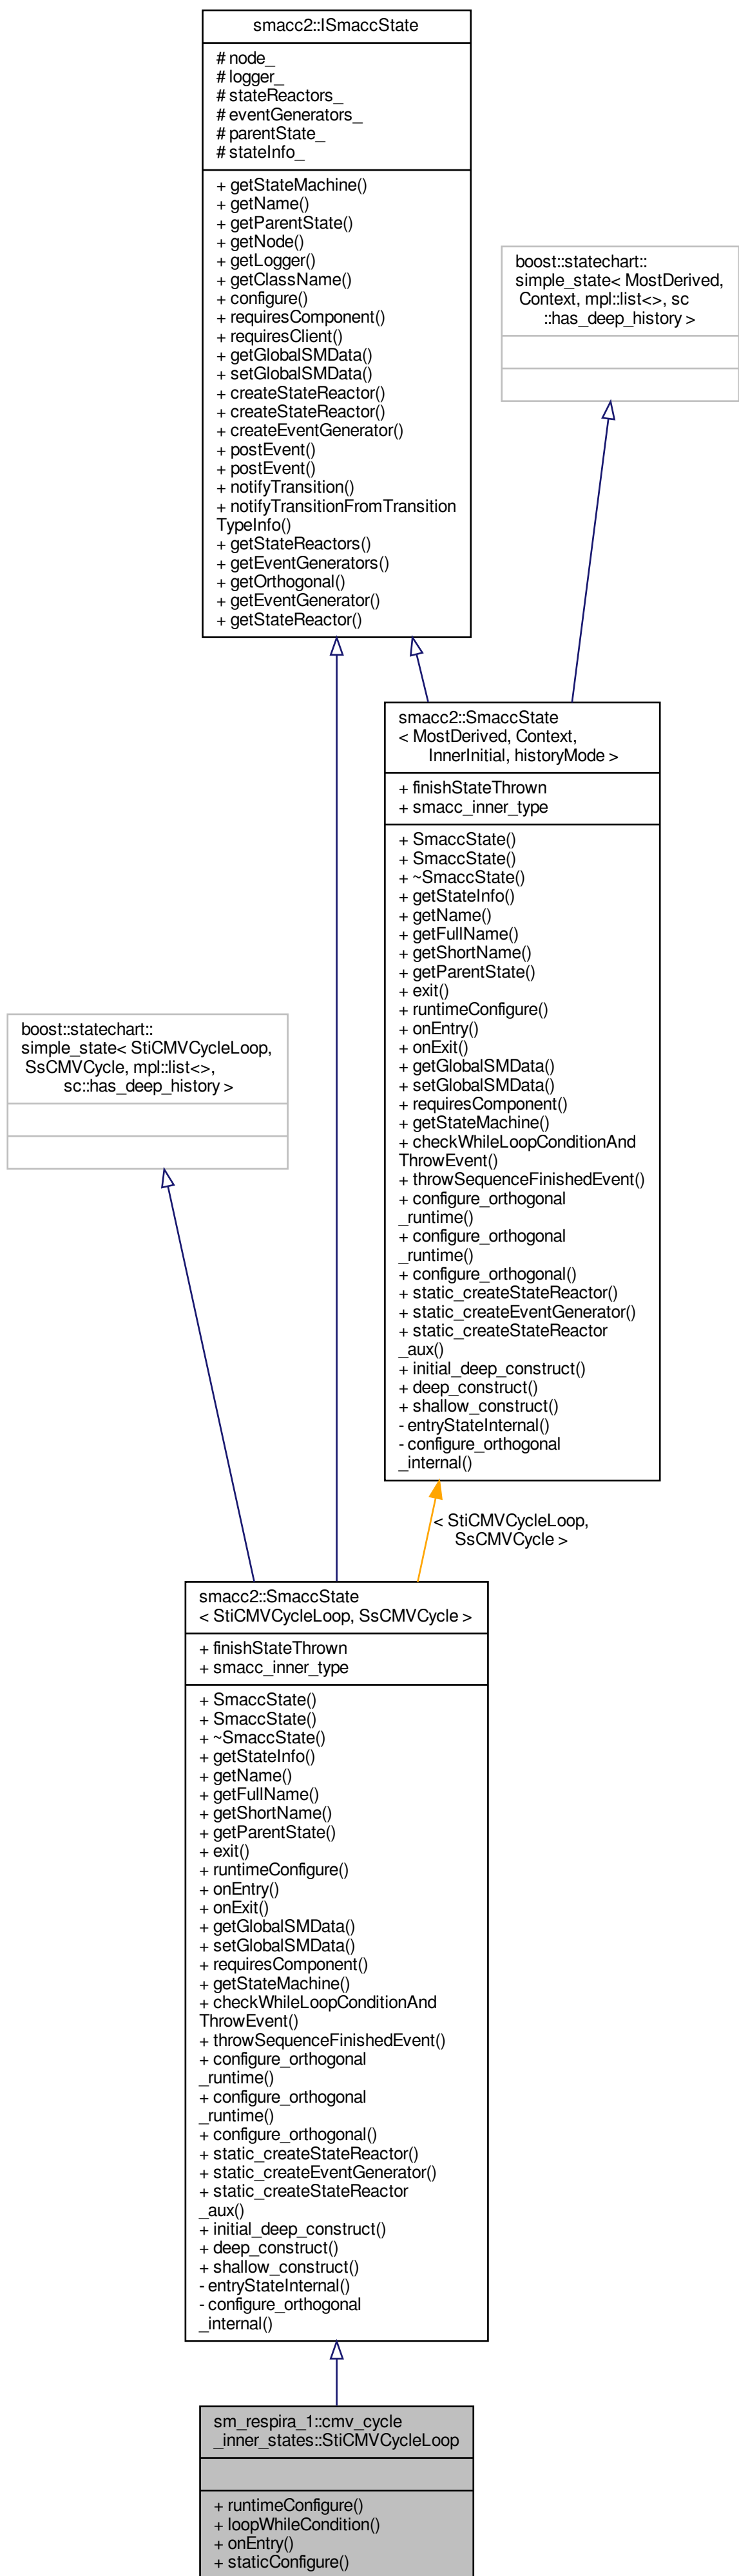 smacc2::ISmaccState
# node_
# logger_
# stateReactors_
# eventGenerators_
# parentState_
# stateInfo_
+ getStateMachine()
+ getName()
+ getParentState()
+ getNode()
+ getLogger()
+ getClassName()
+ configure()
+ requiresComponent()
+ requiresClient()
+ getGlobalSMData()
+ setGlobalSMData()
+ createStateReactor()
+ createStateReactor()
+ createEventGenerator()
+ postEvent()
+ postEvent()
+ notifyTransition()
+ notifyTransitionFromTransition
TypeInfo()
+ getStateReactors()
+ getEventGenerators()
+ getOrthogonal()
+ getEventGenerator()
+ getStateReactor()
boost::statechart::
simple_state< MostDerived,
Context, mpl::list<>, sc
::has_deep_history >
smacc2::SmaccState
< MostDerived, Context,
InnerInitial, historyMode >
+ finishStateThrown
+ smacc_inner_type
+ SmaccState()
+ SmaccState()
+ ~SmaccState()
+ getStateInfo()
+ getName()
+ getFullName()
+ getShortName()
+ getParentState()
+ exit()
+ runtimeConfigure()
+ onEntry()
+ onExit()
+ getGlobalSMData()
+ setGlobalSMData()
+ requiresComponent()
+ getStateMachine()
+ checkWhileLoopConditionAnd
ThrowEvent()
+ throwSequenceFinishedEvent()
+ configure_orthogonal
_runtime()
+ configure_orthogonal
_runtime()
+ configure_orthogonal()
+ static_createStateReactor()
+ static_createEventGenerator()
+ static_createStateReactor
_aux()
+ initial_deep_construct()
+ deep_construct()
+ shallow_construct()
- entryStateInternal()
- configure_orthogonal
_internal()
boost::statechart::
simple_state< StiCMVCycleLoop,
SsCMVCycle, mpl::list<>,
sc::has_deep_history >
< StiCMVCycleLoop,
SsCMVCycle >
smacc2::SmaccState
< StiCMVCycleLoop, SsCMVCycle >
+ finishStateThrown
+ smacc_inner_type
+ SmaccState()
+ SmaccState()
+ ~SmaccState()
+ getStateInfo()
+ getName()
+ getFullName()
+ getShortName()
+ getParentState()
+ exit()
+ runtimeConfigure()
+ onEntry()
+ onExit()
+ getGlobalSMData()
+ setGlobalSMData()
+ requiresComponent()
+ getStateMachine()
+ checkWhileLoopConditionAnd
ThrowEvent()
+ throwSequenceFinishedEvent()
+ configure_orthogonal
_runtime()
+ configure_orthogonal
_runtime()
+ configure_orthogonal()
+ static_createStateReactor()
+ static_createEventGenerator()
+ static_createStateReactor
_aux()
+ initial_deep_construct()
+ deep_construct()
+ shallow_construct()
- entryStateInternal()
- configure_orthogonal
_internal()
sm_respira_1::cmv_cycle
_inner_states::StiCMVCycleLoop
+ runtimeConfigure()
+ loopWhileCondition()
+ onEntry()
+ staticConfigure()